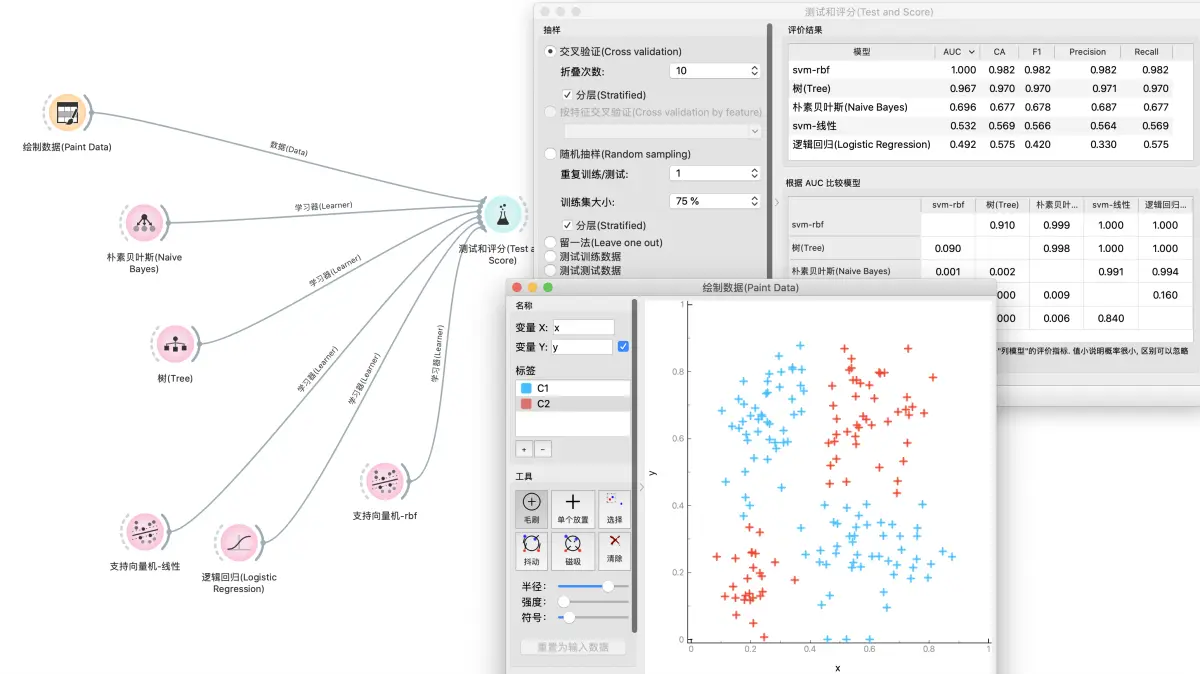 测试和评分(Test and Score)
抽样
交叉验证(Cross validation)
折叠次数: 10
分层(Stratified)
按特征交叉验证(Cross validation by feature)
随机抽样(Random sampling)
重复训练/测试: 1
训练集大小: 75 %
分层(Stratified)
留一法(Leave one out)
测试训练数据
测试测试数据
评价结果
模型 AUC CA F1 Precision Recall
svm-rbf 1.000 0.982 0.982 0.982 0.982
树(Tree) 0.967 0.970 0.970 0.971 0.970
朴素贝叶斯(Naive Bayes) 0.696 0.677 0.678 0.687 0.677
svm-线性 0.532 0.569 0.566 0.564 0.569
逻辑回归(Logistic Regression) 0.492 0.575 0.420 0.330 0.575
根据 AUC 比较模型
svm-rbf 树(Tree) 朴素贝叶... svm-线性 逻辑回归...
svm-rbf 0.910 0.999 1.000 1.000
树(Tree) 0.090 0.998 1.000 1.000
朴素贝叶斯(Naive Bayes) 0.001 0.002 0.991 0.994
000 0.009 0.160
000 0.006 0.840
"列模型"的评价指标. 值小说明概率很小, 区别可以忽略
绘制数据(Paint Data)
数据(Data)
学习器(Learner)
朴素贝叶斯(Naive
Bayes)
测试和评分(Test a
Score)
学习器(Learner)
树(Tree)
学习器(Learner)
学习器(Learner)
学习器(Learner)
支持向量机-rbf
支持向量机-线性
逻辑回归(Logistic
Regression)
绘制数据(Paint Data)
名称
变量 X: x
变量 Y: y
标签
C1
C2
+ −
工具
毛刷 单个放置 选择
抖动 磁吸 清除
半径:
强度:
符号:
重置为输入数据
1
0.8
0.6
y
0.4
0.2
0
0 0.2 0.4 0.6 0.8 1
x